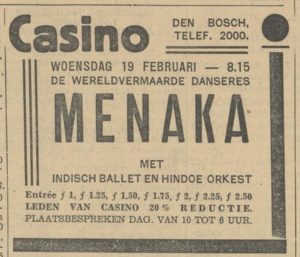 Casino
DEN BOSCH,
TELEF. 2000.
WOENSDAG 19 FEBRUARI — 8.15
DE WERELDVERMAARDE DANSERES
MENAKA
MET
INDISCH BALLET EN HINDOE ORKEST
Entrée ƒ 1, ƒ 1.25, ƒ 1.50, ƒ 1.75, ƒ 2, ƒ 2.25, ƒ 2.50
LEDEN VAN CASINO 20% REDUCTIE.
PLAATSBESPREKEN DAG. VAN 10 TOT 6 UUR.